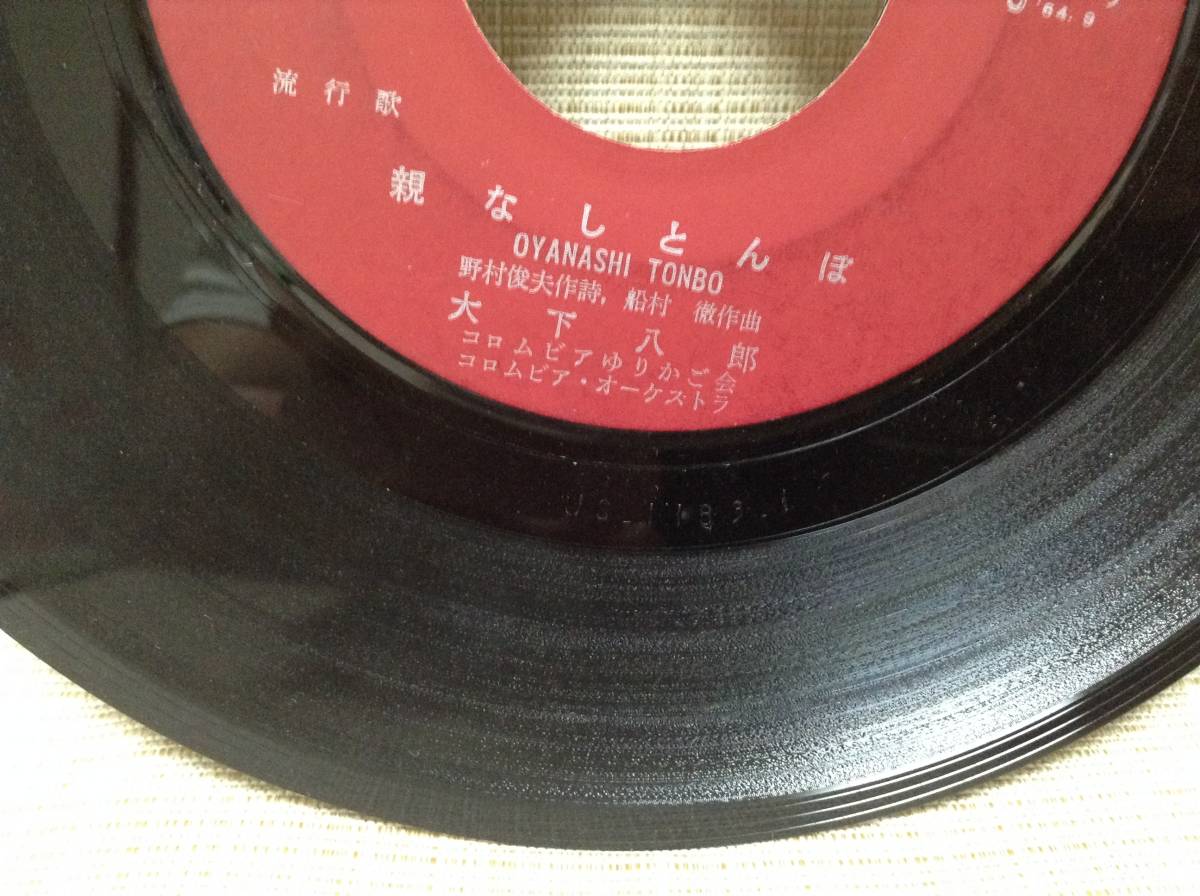 '64. 9
流行歌
親なしとんぼ
OYANASHI TONBO
野村俊夫作詩, 船村 徹作曲
大下八郎
コロムビアゆりかご会
コロムビア・オーケストラ